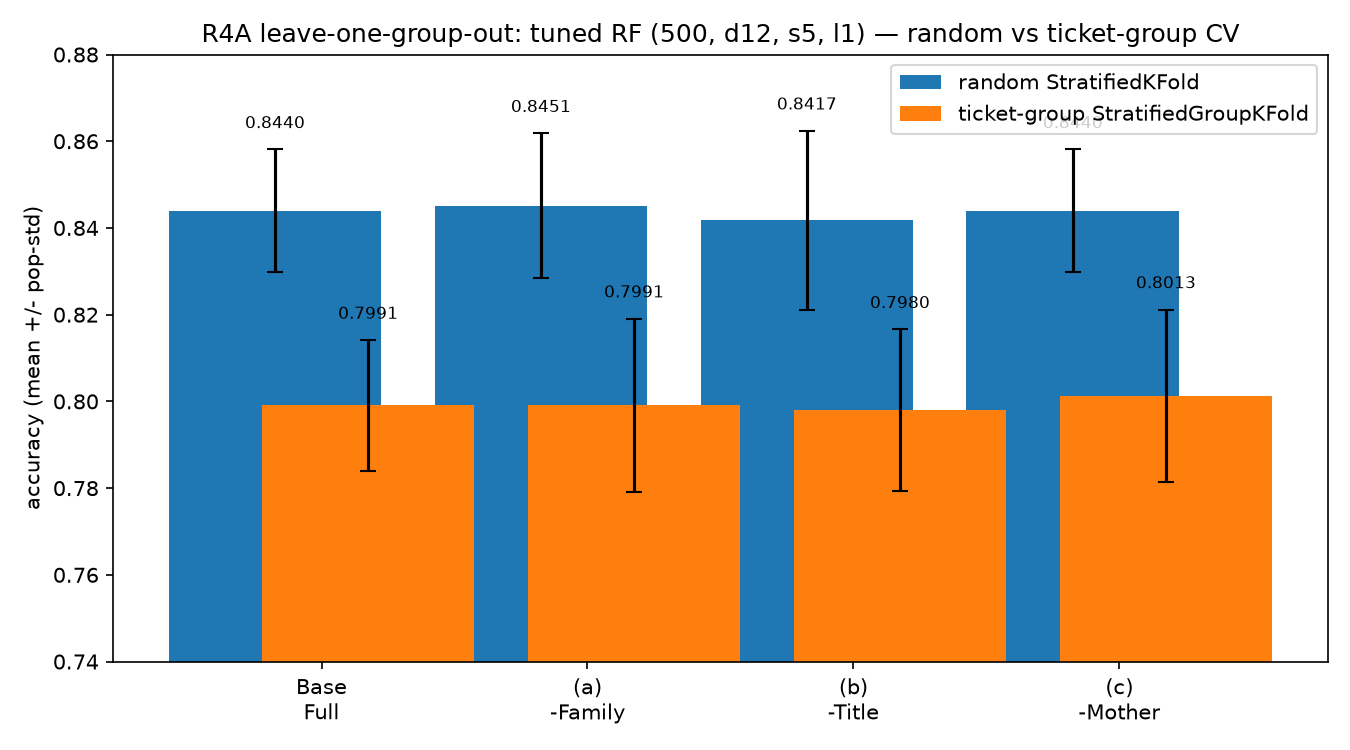 R4A leave-one-group-out: tuned RF (500, d12, s5, l1) — random vs ticket-group CV
random StratifiedKFold
ticket-group StratifiedGroupKFold
accuracy (mean +/- pop-std)
0.88
0.86
0.84
0.82
0.80
0.78
0.76
0.74
0.8440
0.8451
0.8417
0.8440
0.7991
0.7991
0.7980
0.8013
Base
Full
(a)
-Family
(b)
-Title
(c)
-Mother